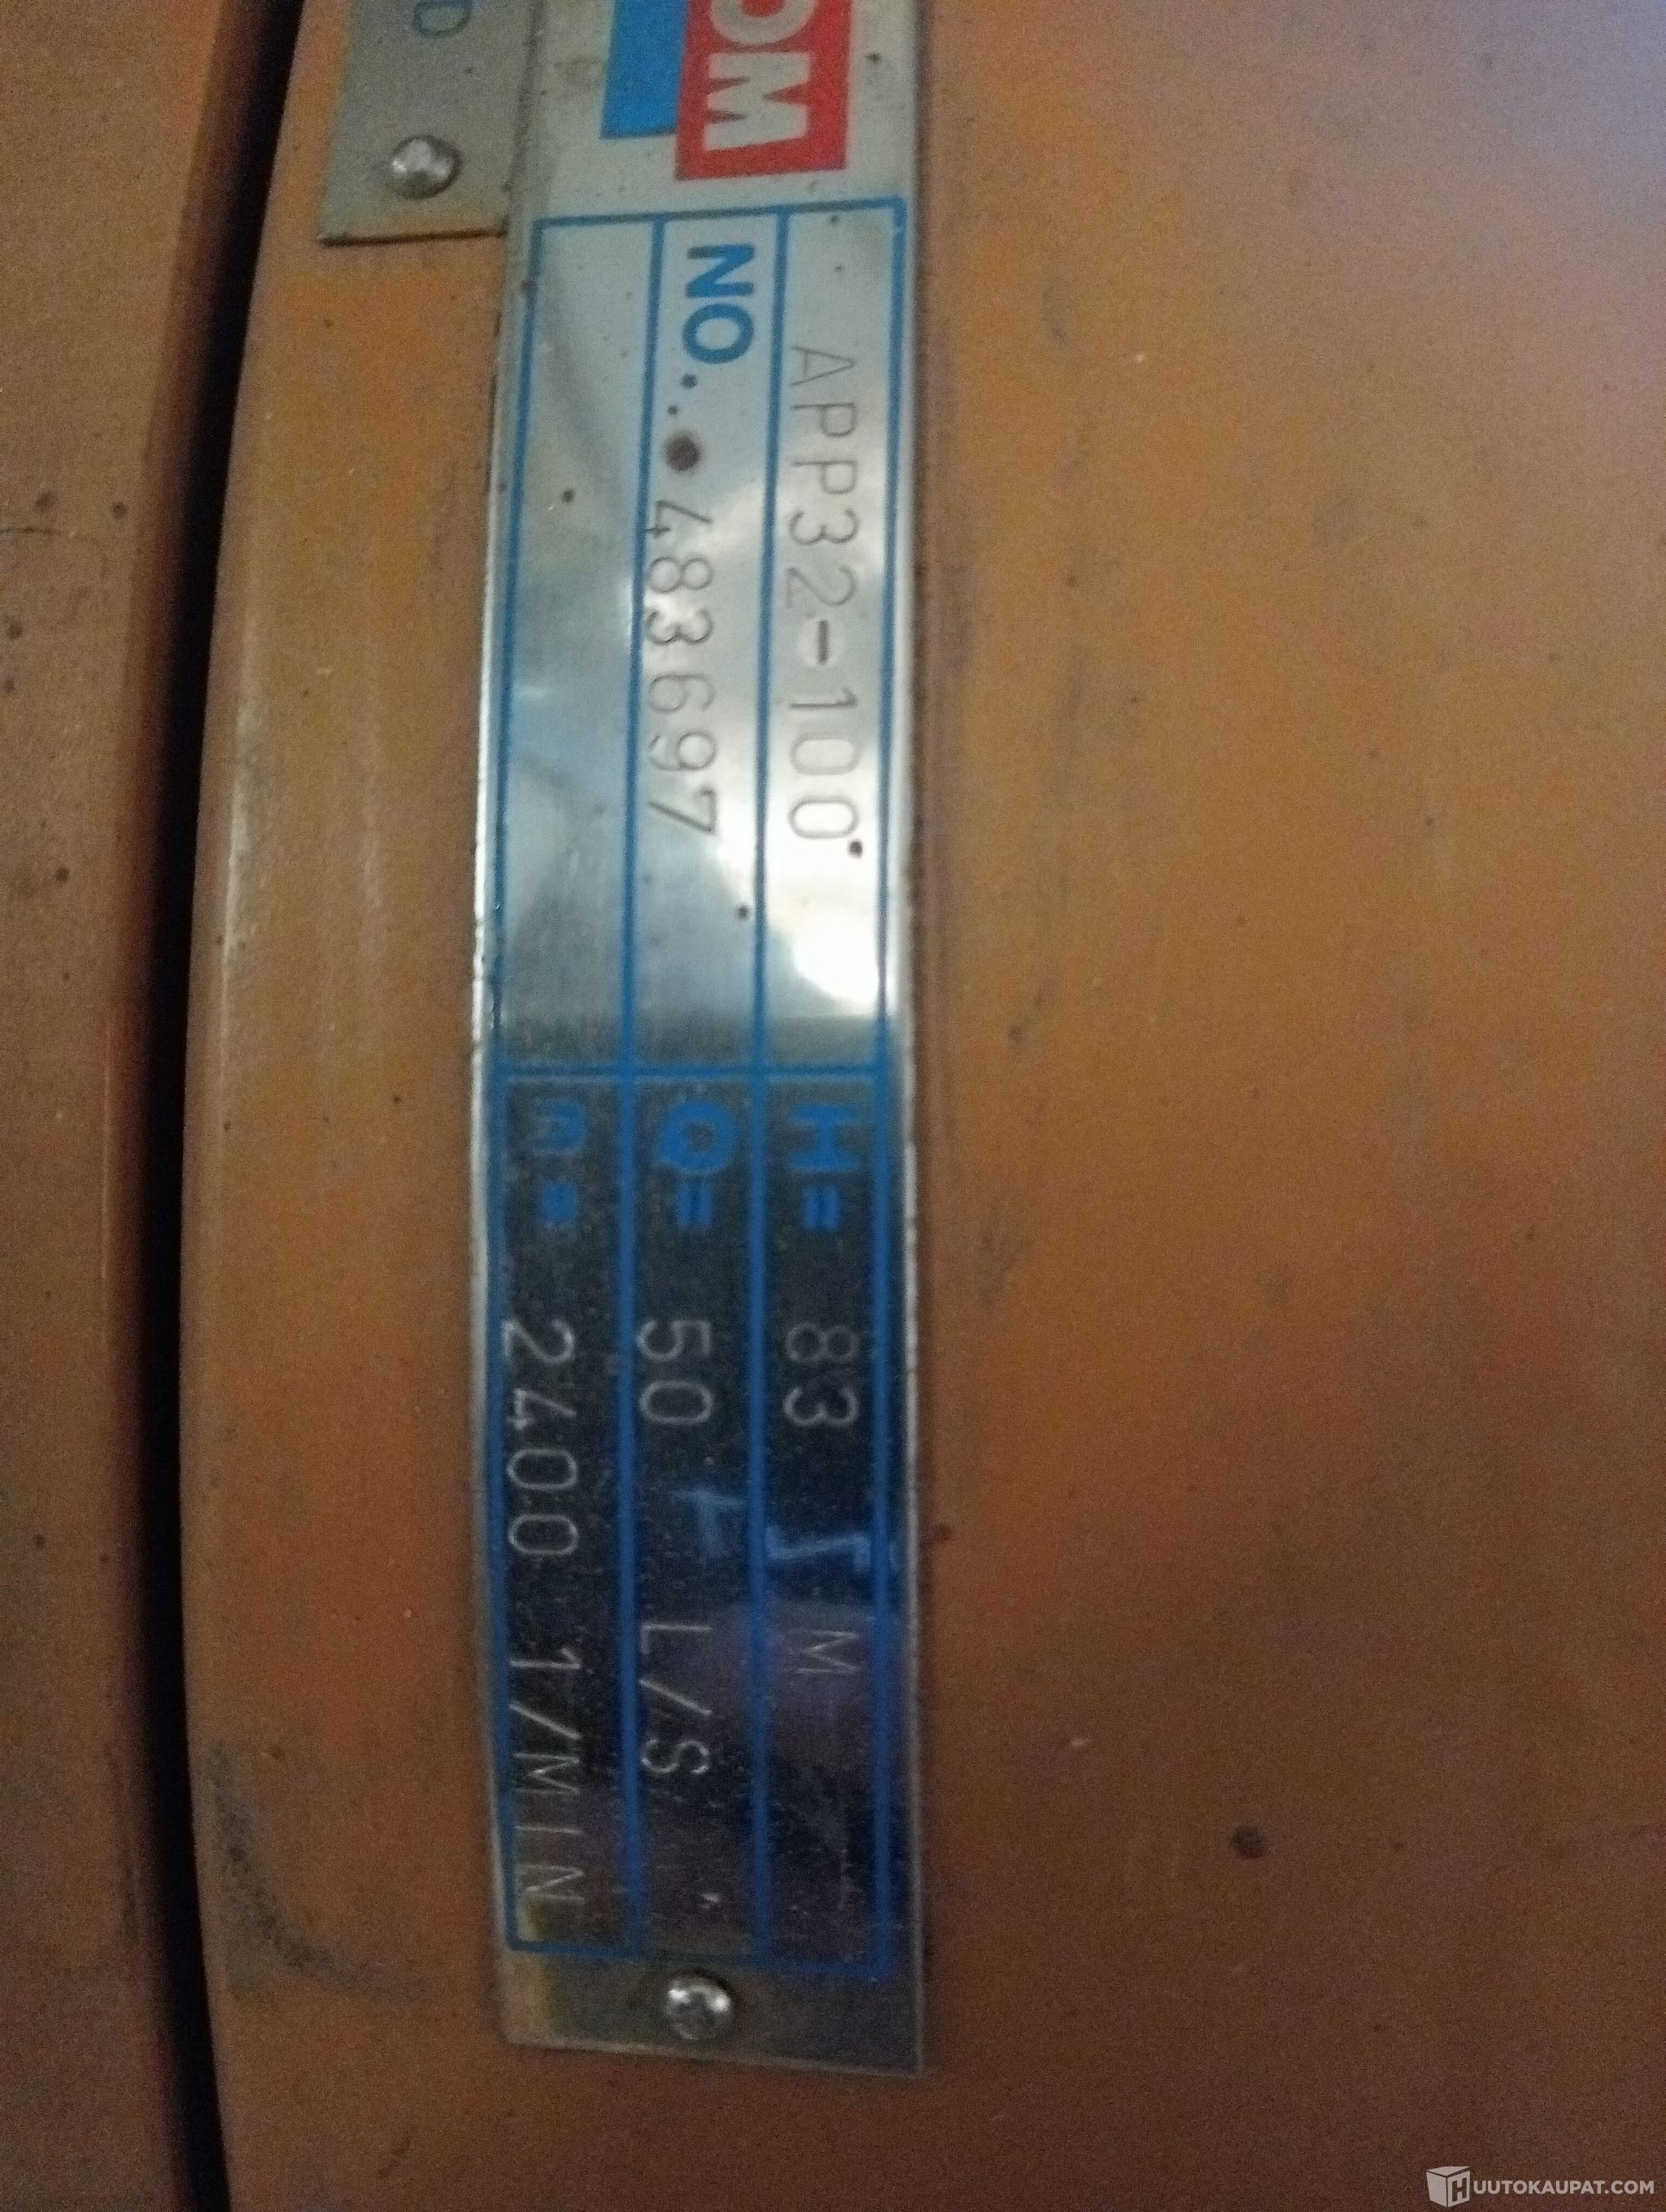 D
OM
APP32-100
NO. 483697
H= 83 M
Q= 50 L/S
n= 2400 1/MIN
HUUTOKAUPAT.COM